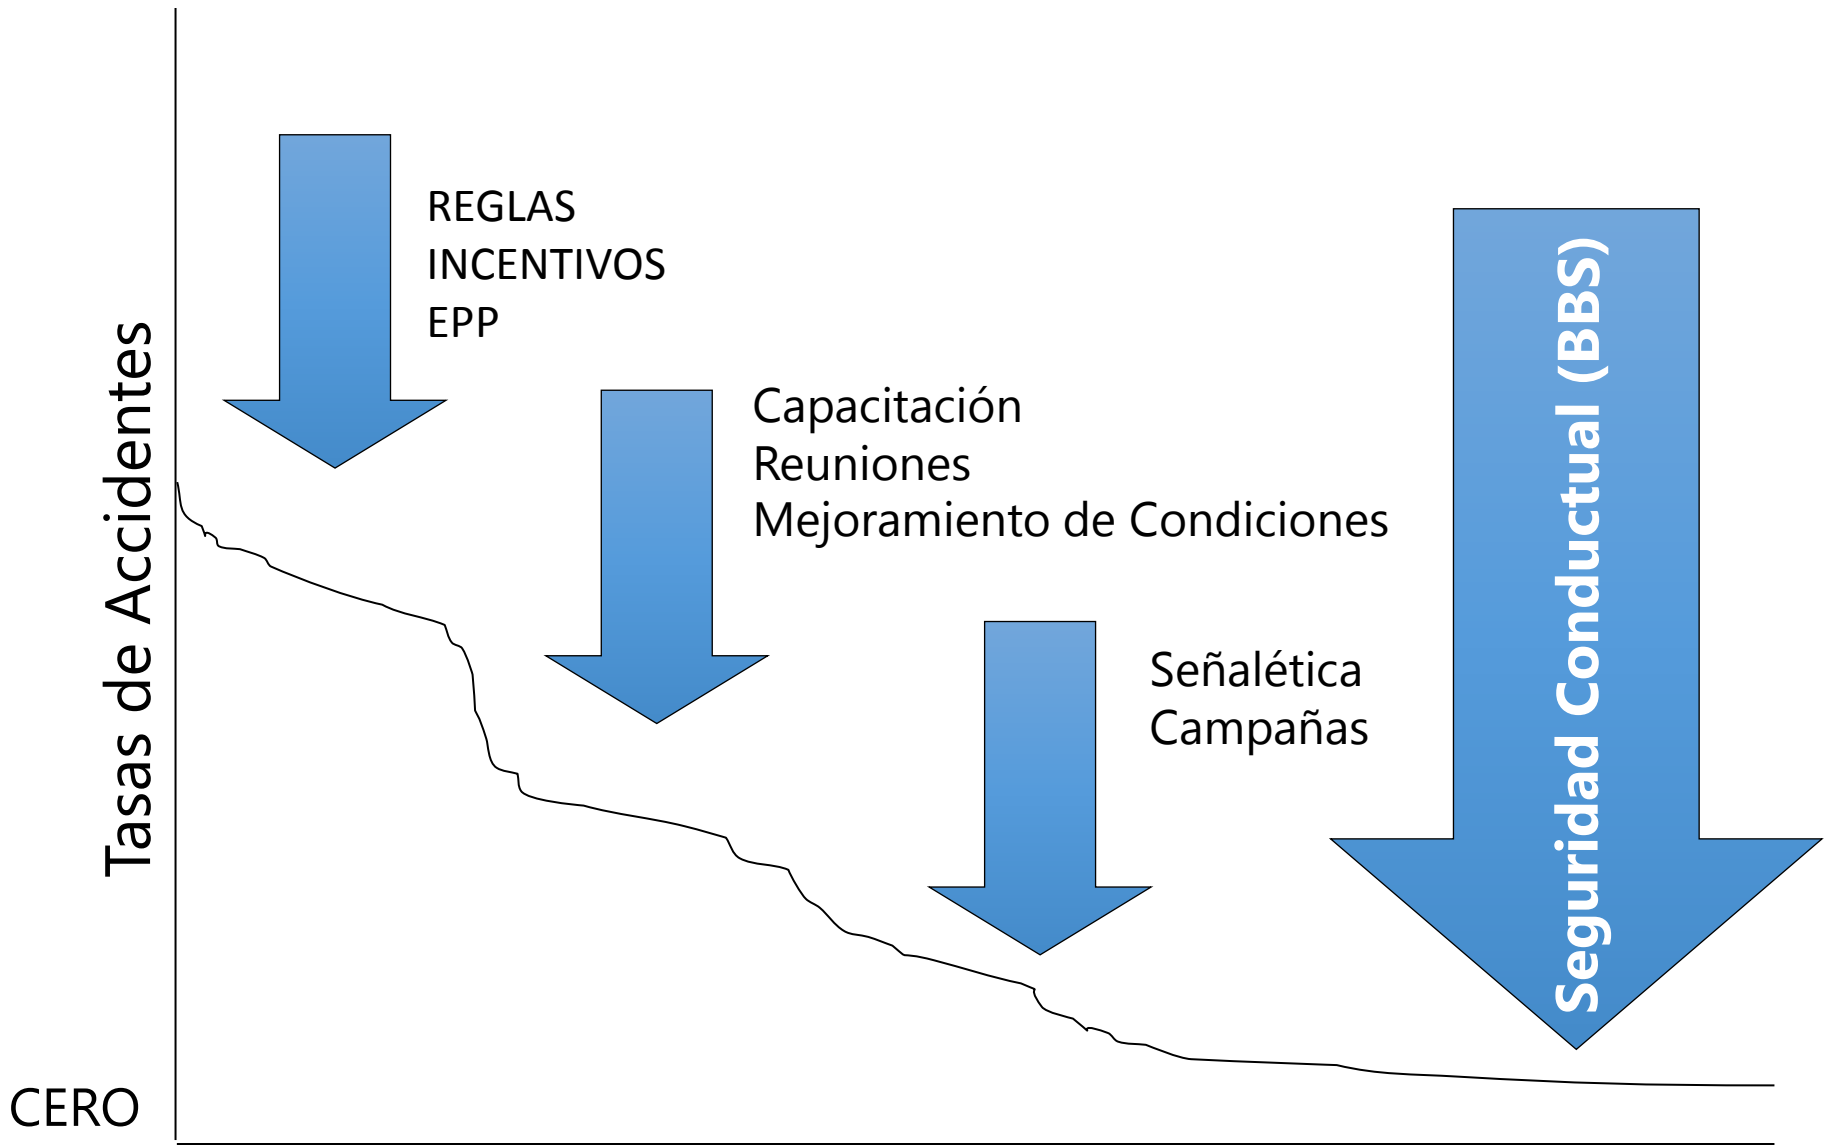 REGLAS
INCENTIVOS
EPP
Capacitación
Reuniones
Mejoramiento de Condiciones
Señalética
Campañas
Seguridad Conductual (BBS)
Tasas de Accidentes
CERO